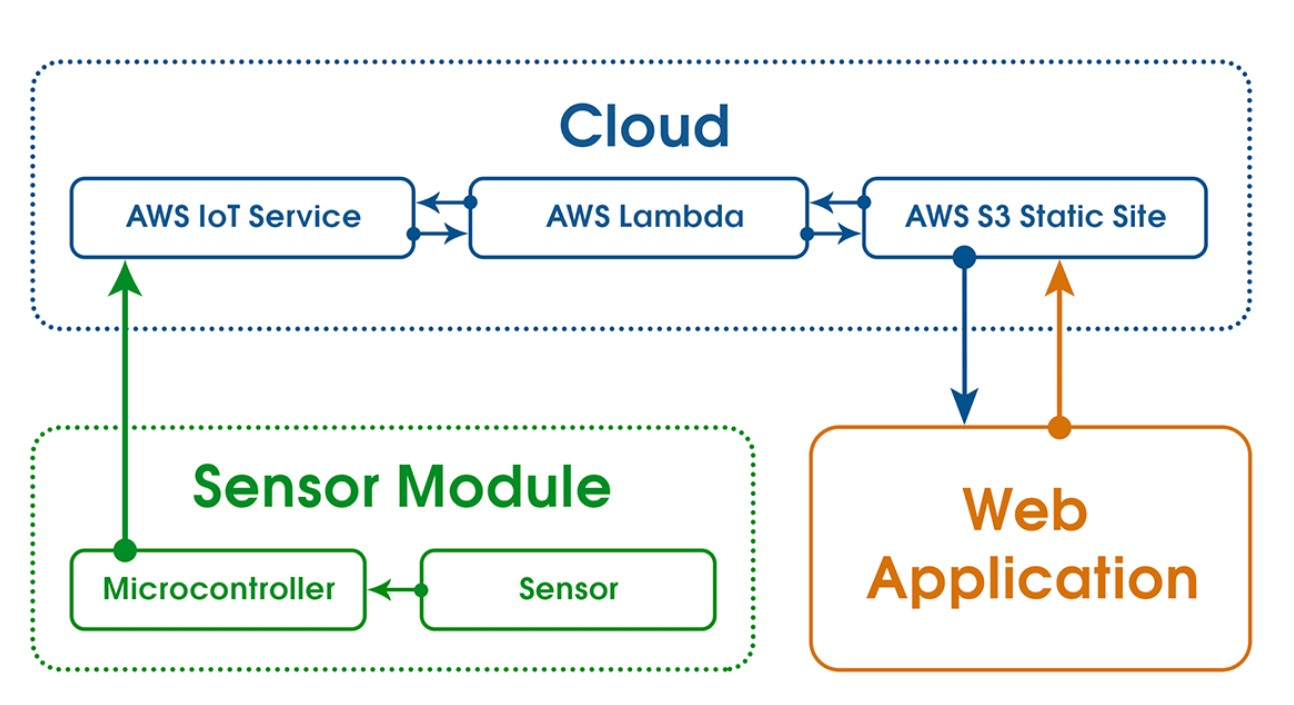 Cloud
AWS IoT Service
AWS Lambda
AWS S3 Static Site
Sensor Module
Microcontroller
Sensor
Web
Application